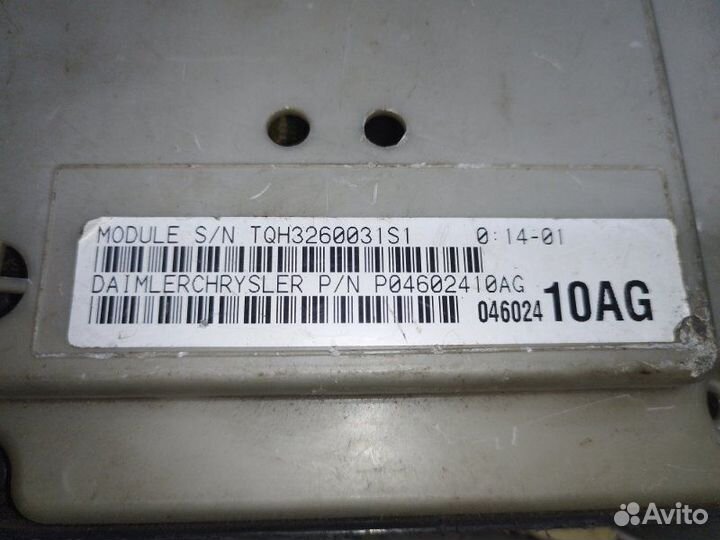 MODULE S/N TQH3260031S1 0:14-01
DAIMLERCHRYSLER P/N P04602410AG
04602410AG
Avito